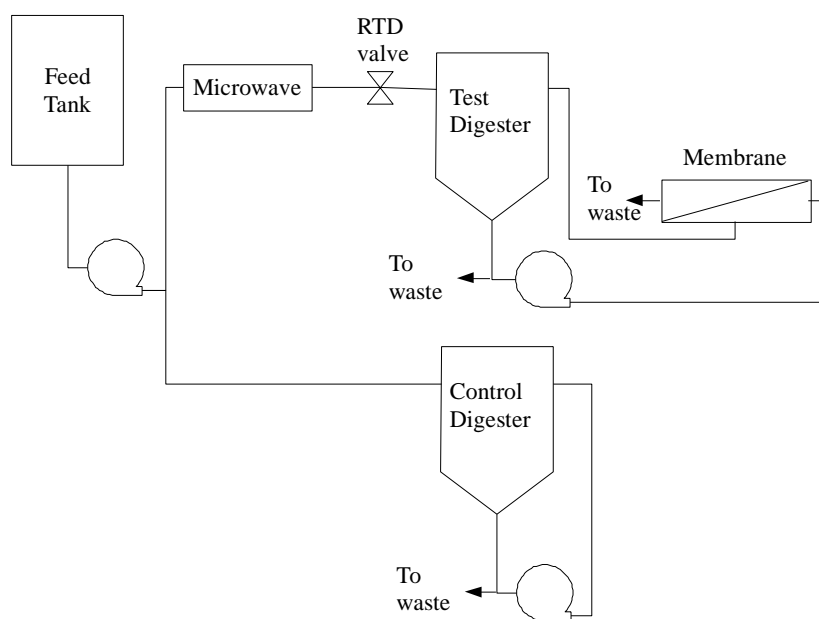 Feed
Tank
Microwave
RTD
valve
Test
Digester
Membrane
To
waste
To
waste
Control
Digester
To
waste